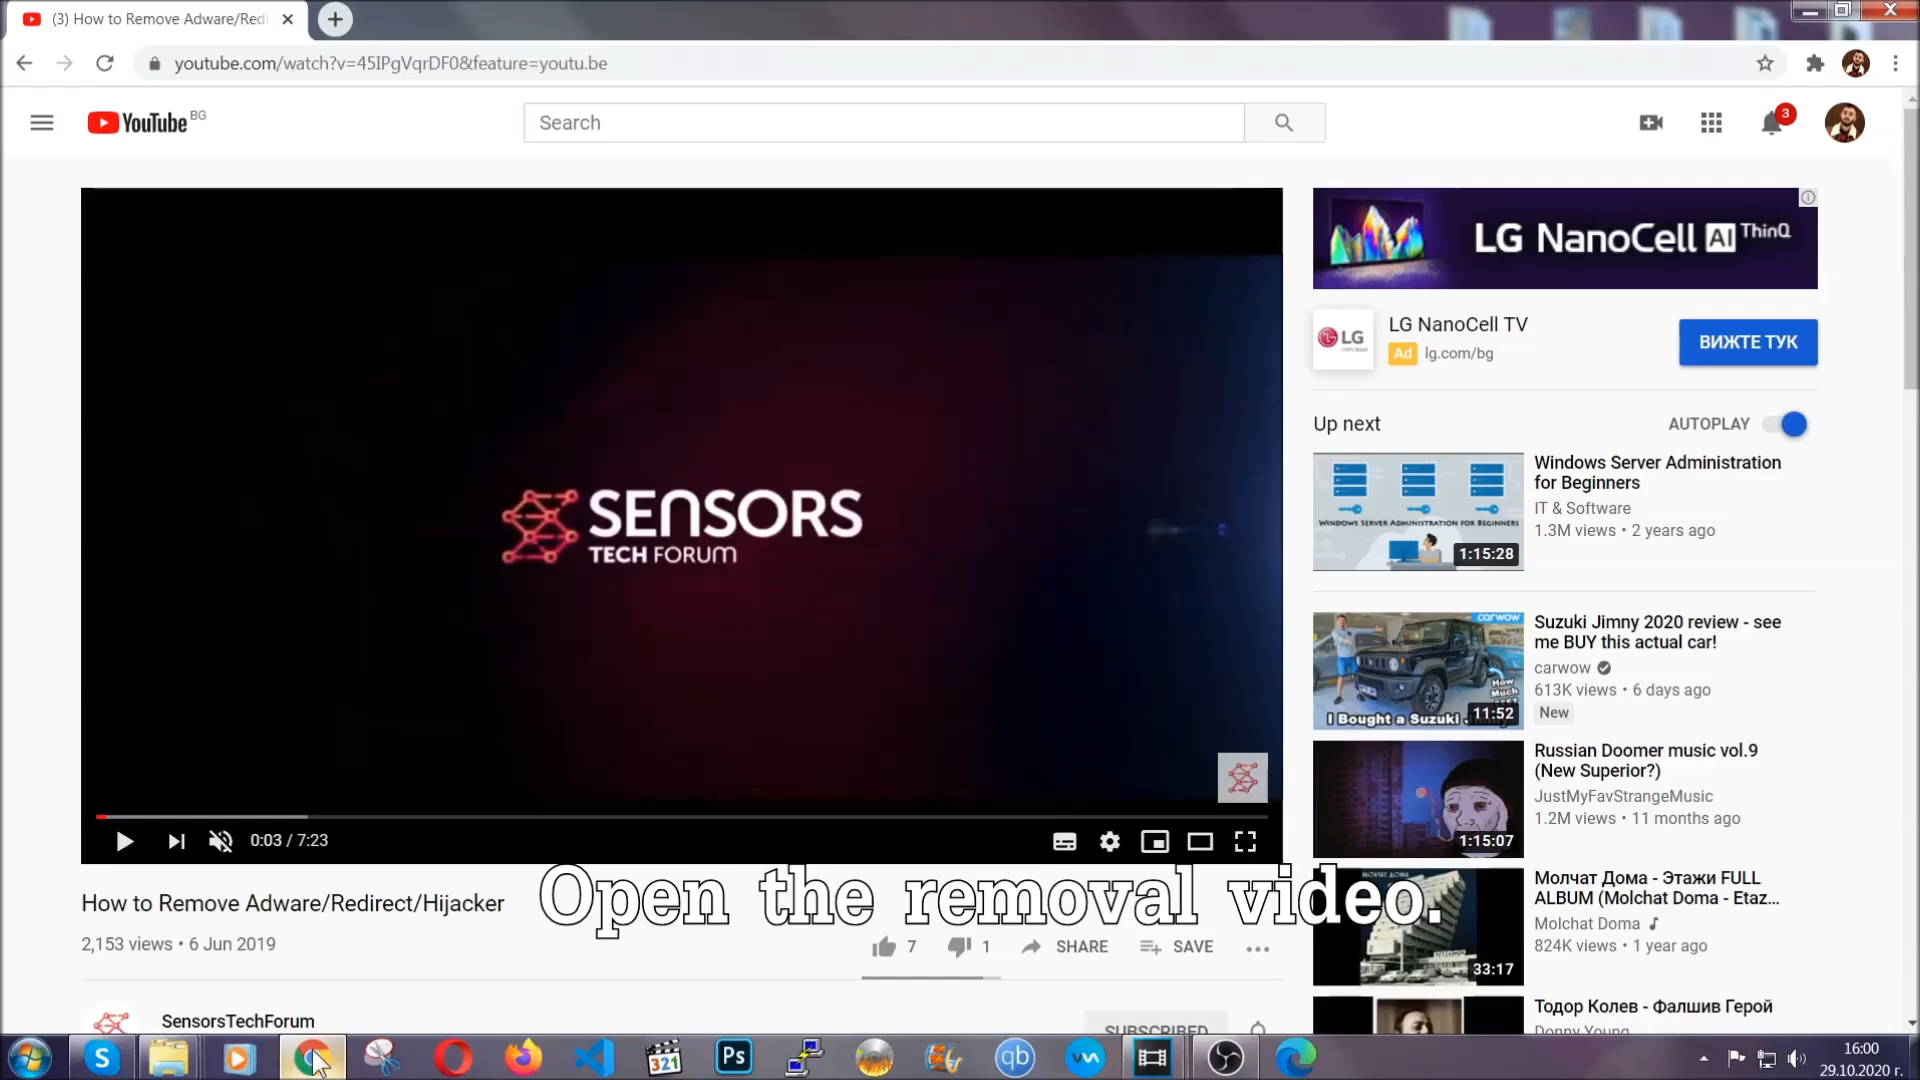 (3) How to Remove Adware/Redi
youtube.com/watch?v=45IPgVqrDF0&feature=youtu.be
YouTube BG
Search
3
SENSORS
TECH FORUM
0:03 / 7:23
Open the removal video.
How to Remove Adware/Redirect/Hijacker
2,153 views • 6 Jun 2019
7
1
SHARE
SAVE
SensorsTechForum
SUBSCRIBED
LG NanoCell AI ThinQ
LG
LG NanoCell TV
Ad lg.com/bg
ВИЖТЕ ТУК
Up next
AUTOPLAY
WINDOWS SERVER ADMINISTRATION FOR BEGINNERS
1:15:28
Windows Server Administration
for Beginners
IT & Software
1.3M views • 2 years ago
carwow
How
Much
I Bought a Suzuki
11:52
Suzuki Jimny 2020 review - see
me BUY this actual car!
carwow
613K views • 6 days ago
New
1:15:07
Russian Doomer music vol.9
(New Superior?)
JustMyFavStrangeMusic
1.2M views • 11 months ago
МОЛЧАТ ДОМА
33:17
Молчат Дома - Этажи FULL
ALBUM (Molchat Doma - Etaz...
Molchat Doma
824K views • 1 year ago
Тодор Колев - Фалшив Герой
Donny Young
S
321
Ps
qb
16:00
29.10.2020 г.